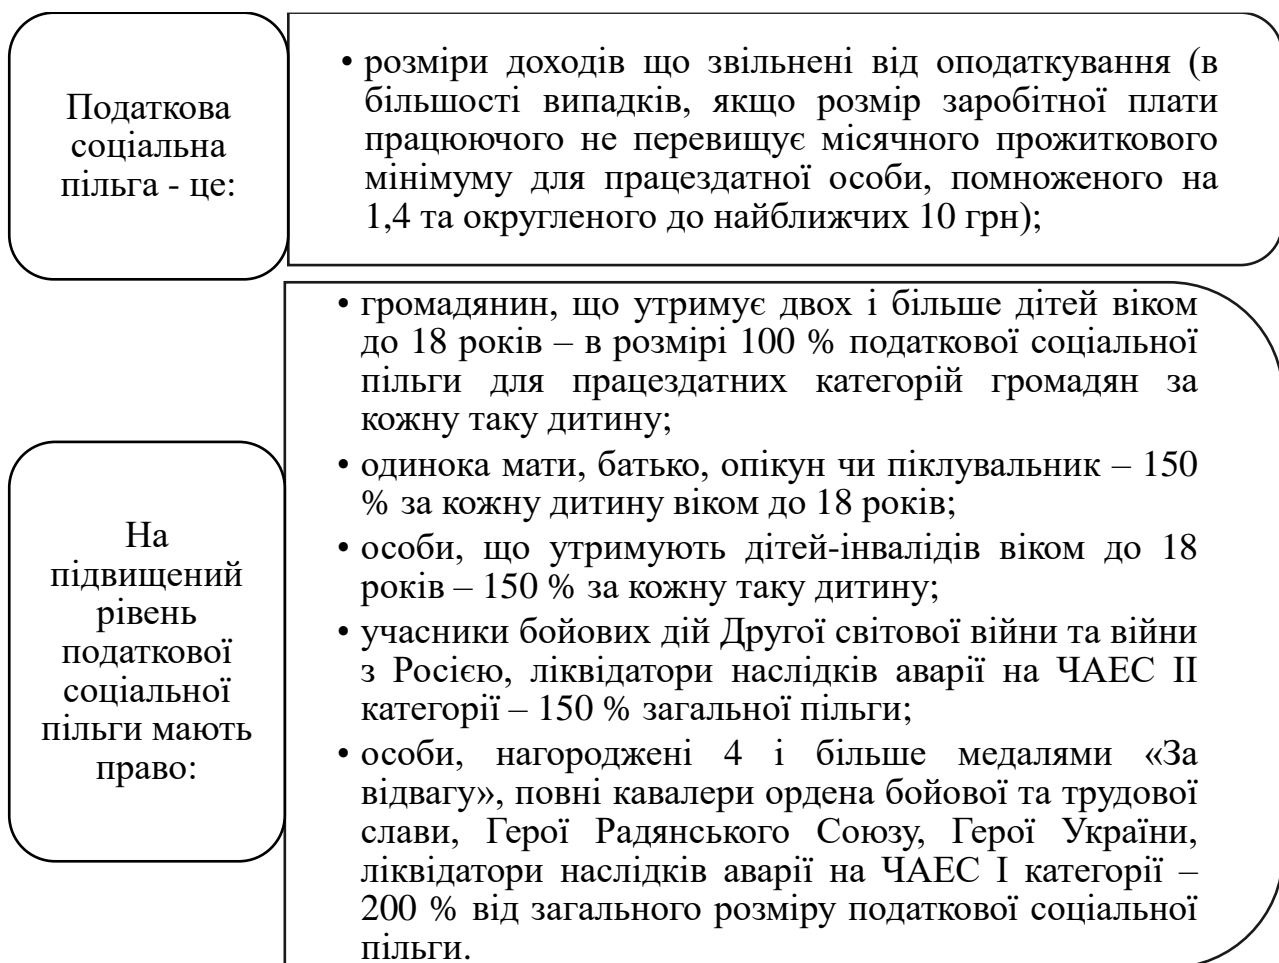 Податкова
соціальна
пільга - це:
• розміри доходів що звільнені від оподаткування (в
більшості випадків, якщо розмір заробітної плати
працюючого не перевищує місячного прожиткового
мінімуму для працездатної особи, помноженого на
1,4 та округленого до найближчих 10 грн);
На
підвищений
рівень
податкової
соціальної
пільги мають
право:
• громадянин, що утримує двох і більше дітей віком
до 18 років – в розмірі 100 % податкової соціальної
пільги для працездатних категорій громадян за
кожну таку дитину;
• одинока мати, батько, опікун чи піклувальник – 150
% за кожну дитину віком до 18 років;
• особи, що утримують дітей-інвалідів віком до 18
років – 150 % за кожну таку дитину;
• учасники бойових дій Другої світової війни та війни
з Росією, ліквідатори наслідків аварії на ЧАЕС ІІ
категорії – 150 % загальної пільги;
• особи, нагороджені 4 і більше медалями «За
відвагу», повні кавалери ордена бойової та трудової
слави, Герої Радянського Союзу, Герої України,
ліквідатори наслідків аварії на ЧАЕС І категорії –
200 % від загального розміру податкової соціальної
пільги.